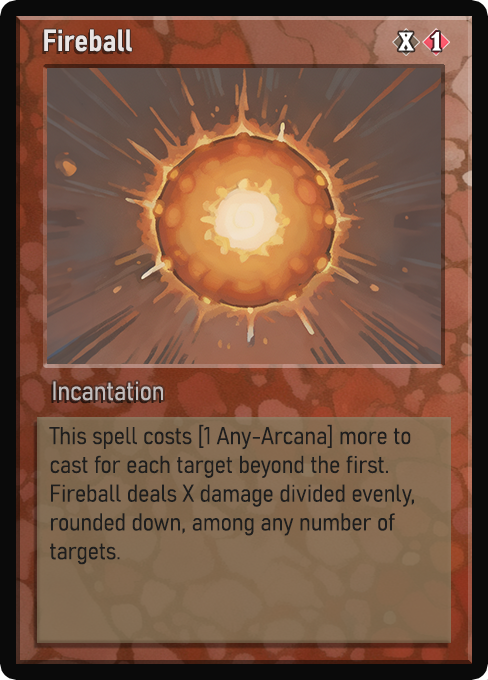 Fireball X 1
Incantation
This spell costs [1 Any-Arcana] more to
cast for each target beyond the first.
Fireball deals X damage divided evenly,
rounded down, among any number of
targets.